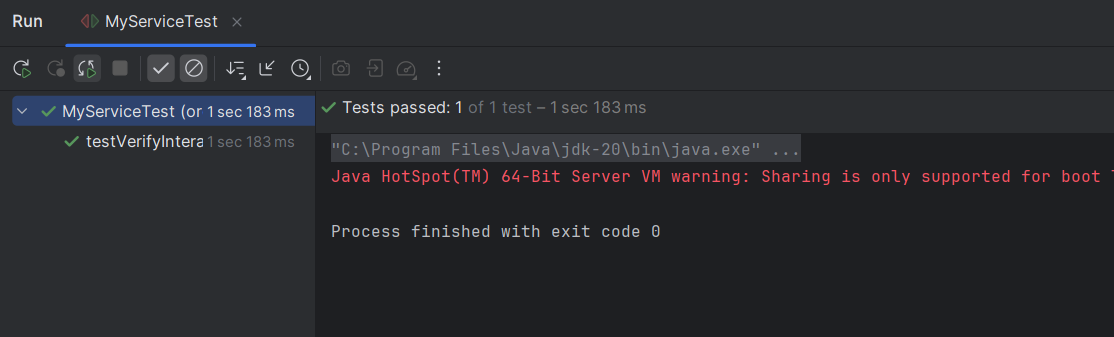 Run MyServiceTest
MyServiceTest (or 1 sec 183 ms
testVerifyIntera 1 sec 183 ms
Tests passed: 1 of 1 test – 1 sec 183 ms
"C:\Program Files\Java\jdk-20\bin\java.exe" ...
Java HotSpot(TM) 64-Bit Server VM warning: Sharing is only supported for boot
Process finished with exit code 0